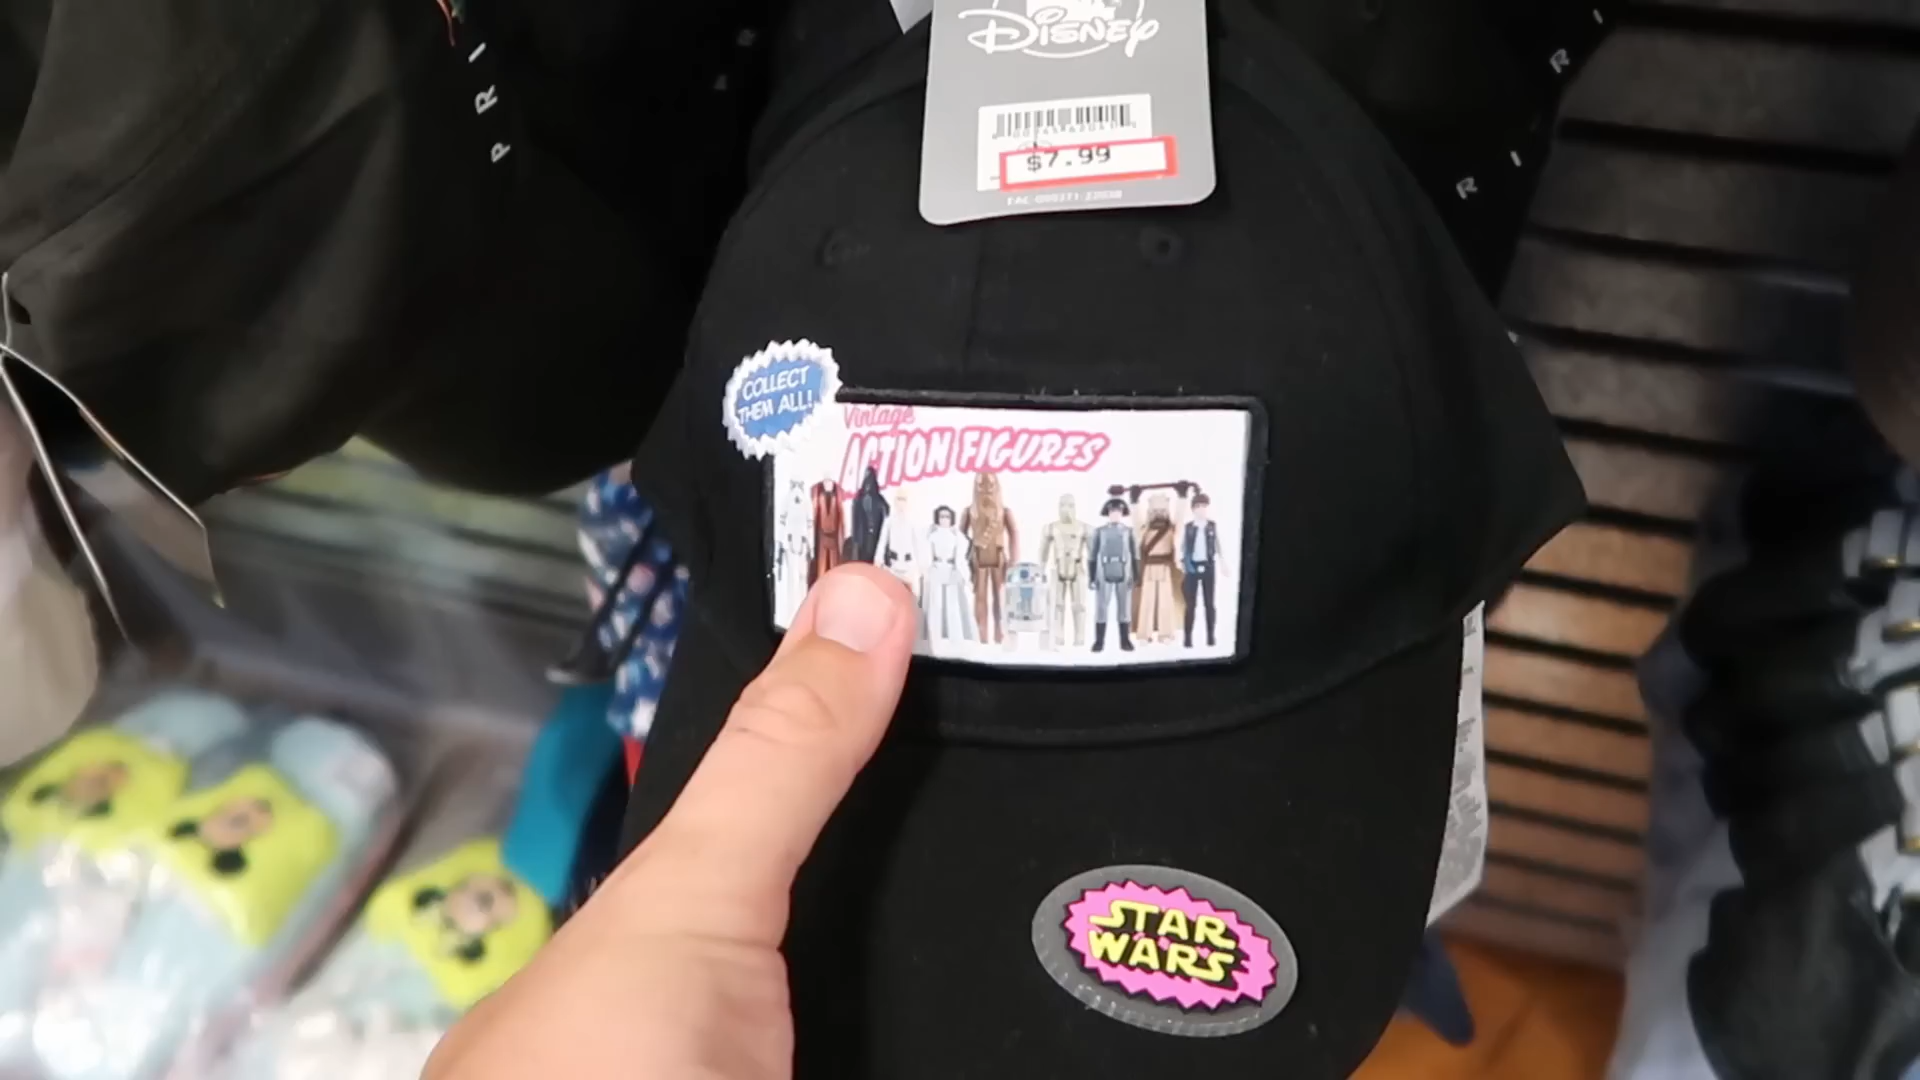 DISNEY
$7.99
COLLECT
THEM ALL!
Vintage
ACTION FIGURES
STAR
WARS
P R I
R
R I